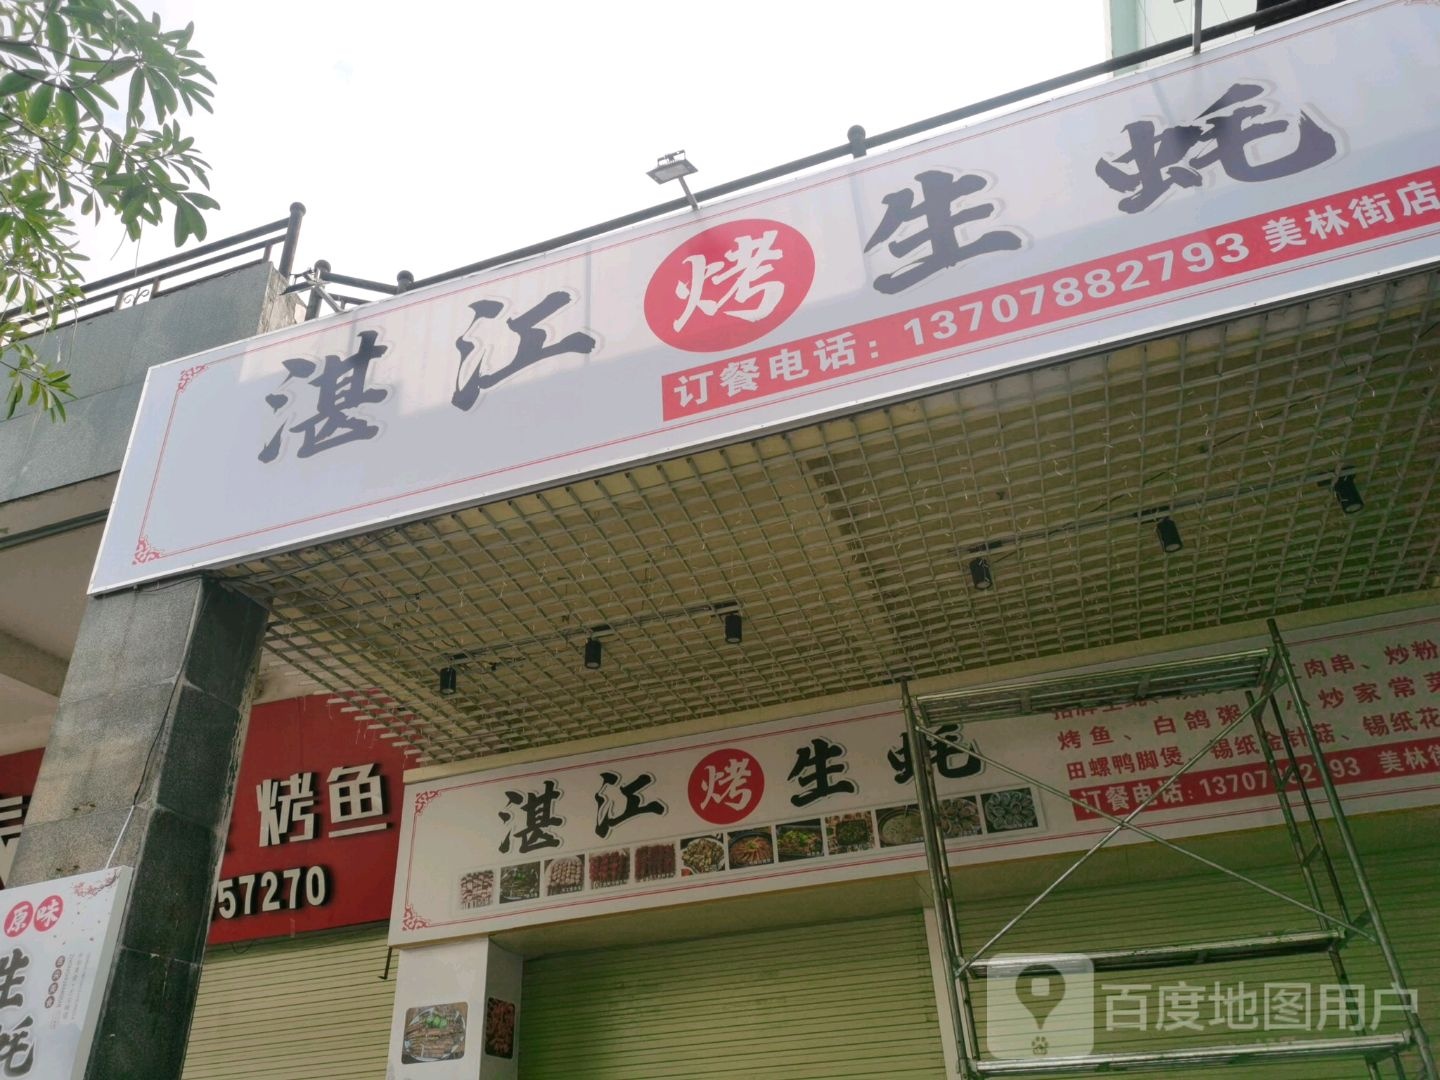 湛江烤生蚝
订餐电话：13707882793 美林街店
烤鱼
57270
湛江烤生蚝
肉串、炒粉
烤鱼、白鸽粥
炒家常菜
田螺鸭脚煲
锡纸金针菇、锡纸花
订餐电话：13707882793 美林街
原味
生蚝
百度地图用户